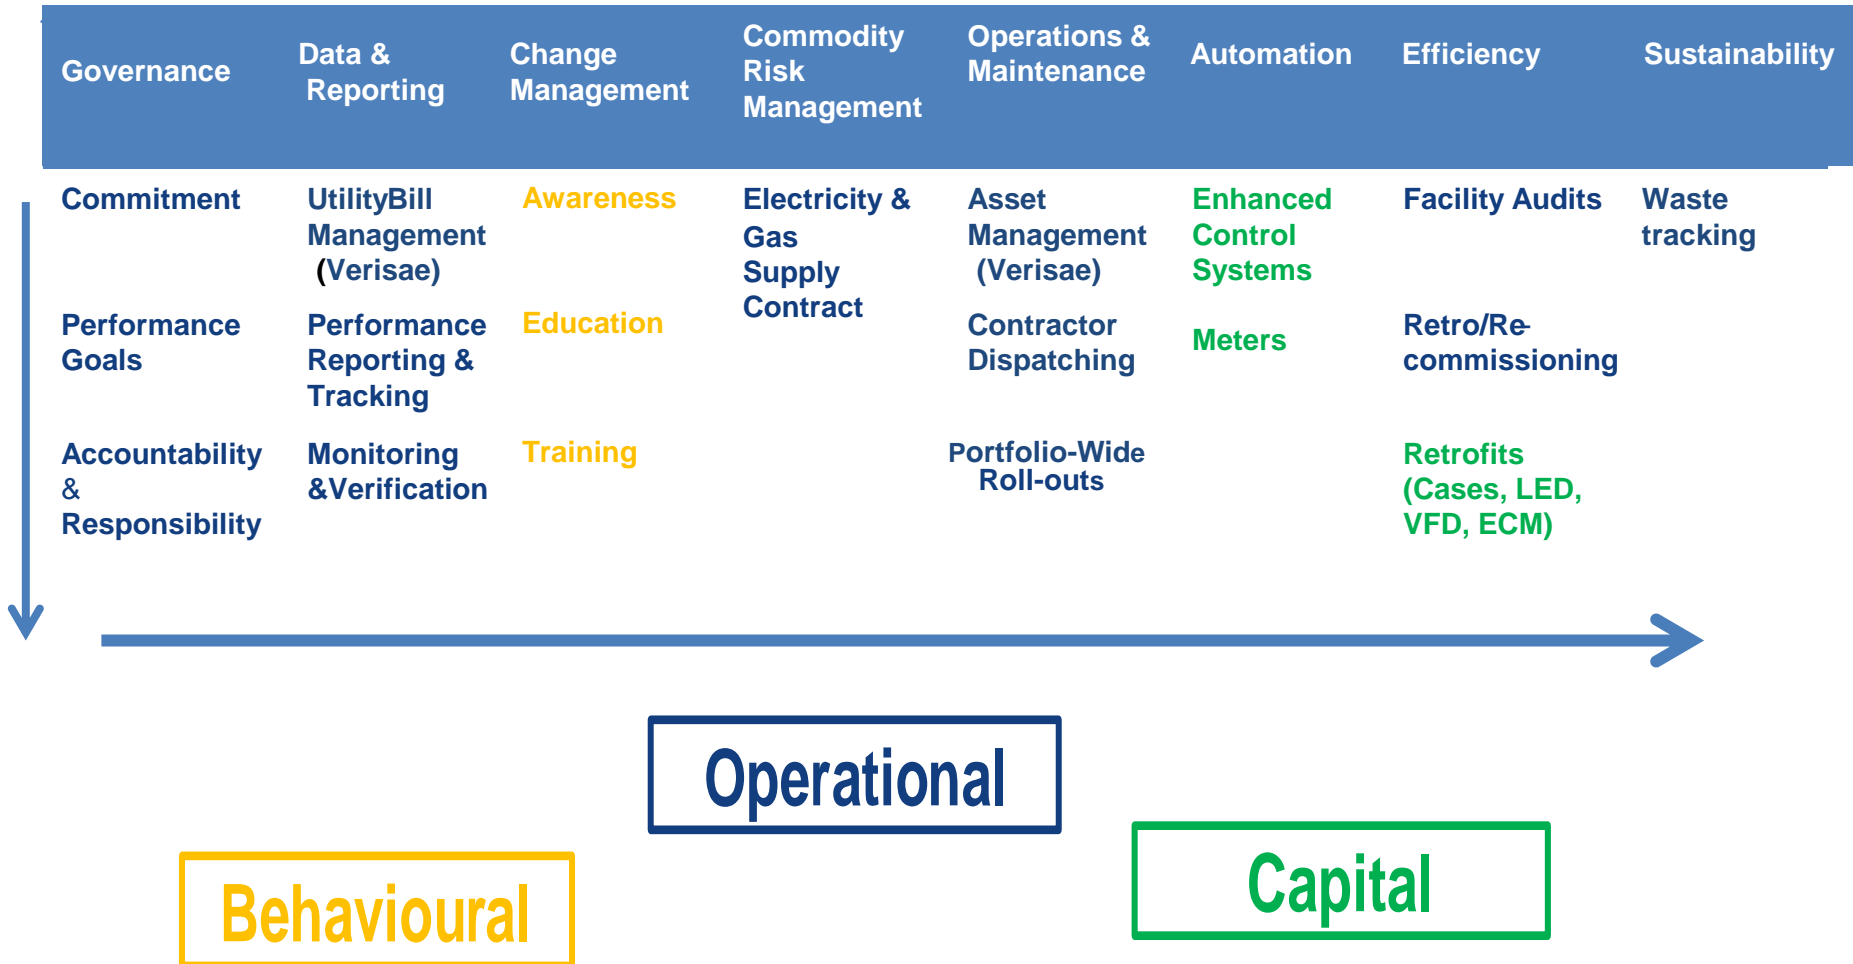 Governance
Data &
Reporting
Change
Management
Commodity
Risk
Management
Operations &
Maintenance
Automation
Efficiency
Sustainability
Commitment
UtilityBill
Management
(Verisae)
Awareness
Electricity &
Gas
Supply
Contract
Asset
Management
(Verisae)
Enhanced
Control
Systems
Facility Audits
Waste
tracking
Performance
Goals
Performance
Reporting &
Tracking
Education
Contractor
Dispatching
Meters
Retro/Re-
commissioning
Accountability
&
Responsibility
Monitoring
&Verification
Training
Portfolio-Wide
Roll-outs
Retrofits
(Cases, LED,
VFD, ECM)
Operational
Capital
Behavioural